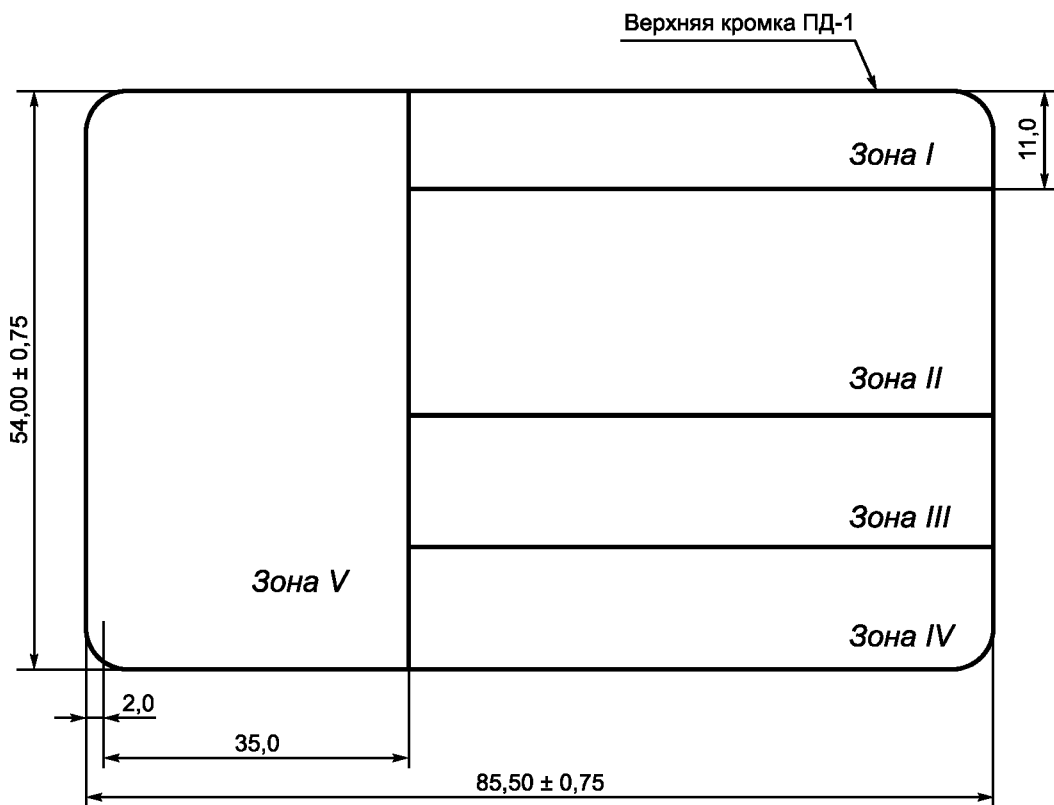 Верхняя кромка ПД-1
Зона I
11,0
54,00 ± 0,75
Зона II
Зона III
Зона V
Зона IV
2,0
35,0
85,50 ± 0,75